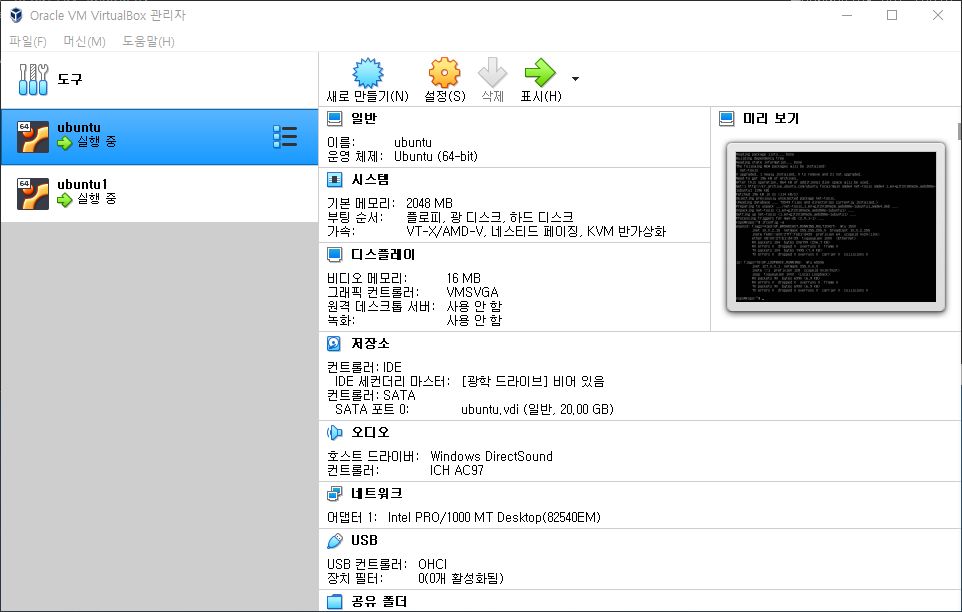 Oracle VM VirtualBox 관리자
파일(F) 머신(M) 도움말(H)
도구
새로 만들기(N) 설정(S) 삭제 표시(H)
64 ubuntu
실행 중
64 ubuntu1
실행 중
일반
이름: ubuntu
운영 체제: Ubuntu (64-bit)
시스템
기본 메모리: 2048 MB
부팅 순서: 플로피, 광 디스크, 하드 디스크
가속: VT-x/AMD-V, 네스티드 페이징, KVM 반가상화
디스플레이
비디오 메모리: 16 MB
그래픽 컨트롤러: VMSVGA
원격 데스크톱 서버: 사용 안 함
녹화: 사용 안 함
저장소
컨트롤러: IDE
IDE 세컨더리 마스터: [광학 드라이브] 비어 있음
컨트롤러: SATA
SATA 포트 0: ubuntu.vdi (일반, 20.00 GB)
오디오
호스트 드라이버: Windows DirectSound
컨트롤러: ICH AC97
네트워크
어댑터 1: Intel PRO/1000 MT Desktop(82540EM)
USB
USB 컨트롤러: OHCI
장치 필터: 0(0개 활성화됨)
공유 폴더
미리 보기